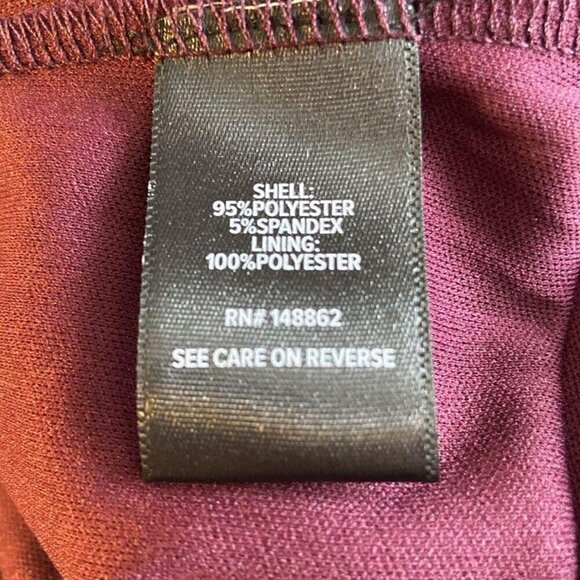 SHELL:
95%POLYESTER
5%SPANDEX
LINING:
100%POLYESTER
RN# 148862
SEE CARE ON REVERSE